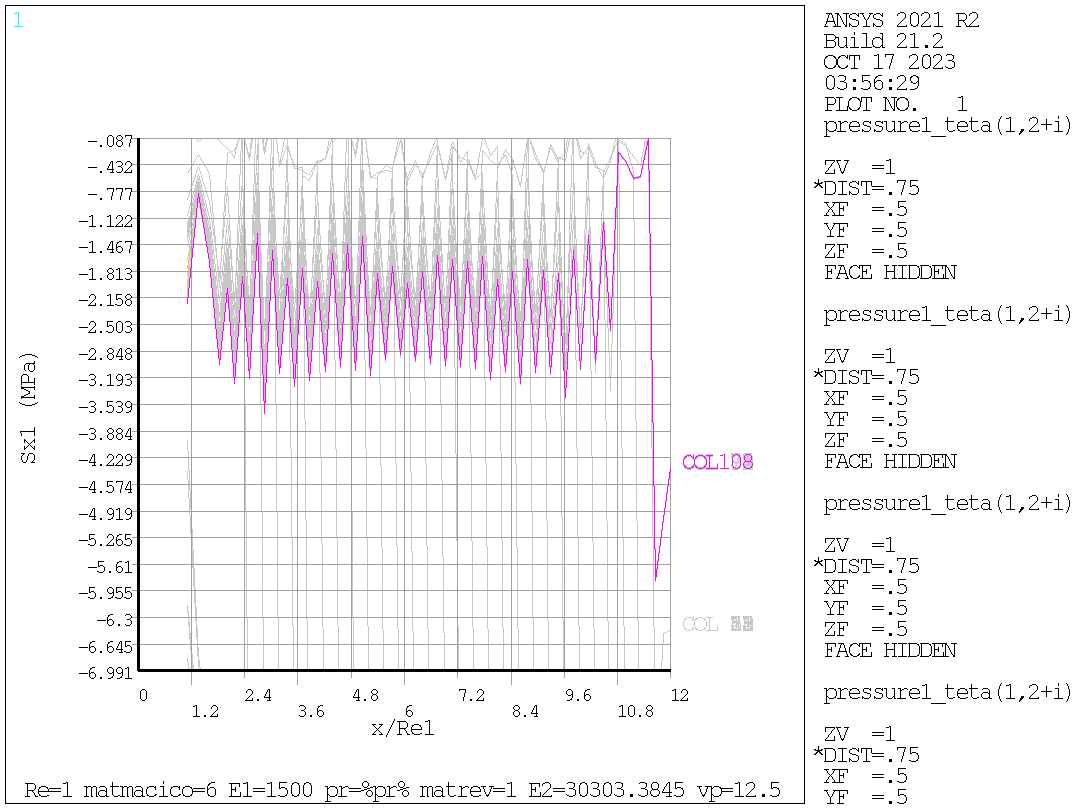 1
ANSYS 2021 R2
Build 21.2
OCT 17 2023
03:56:29
PLOT NO. 1
pressure1_teta(1,2+i)
ZV =1
*DIST=.75
XF =.5
YF =.5
ZF =.5
FACE HIDDEN
pressure1_teta(1,2+i)
ZV =1
*DIST=.75
XF =.5
YF =.5
ZF =.5
FACE HIDDEN
pressure1_teta(1,2+i)
ZV =1
*DIST=.75
XF =.5
YF =.5
ZF =.5
FACE HIDDEN
pressure1_teta(1,2+i)
ZV =1
*DIST=.75
XF =.5
YF =.5
-.087
-.432
-.777
-1.122
-1.467
-1.813
-2.158
-2.503
-2.848
-3.193
-3.539
-3.884
-4.229
-4.574
-4.919
-5.265
-5.61
-5.955
-6.3
-6.645
-6.991
Sx1 (MPa)
COL
COL
0 2.4 4.8 7.2 9.6 12
1.2 3.6 6 8.4 10.8
x/Re1
Re=1 matmacico=6 E1=1500 pr=%pr% matrev=1 E2=30303.3845 vp=12.5